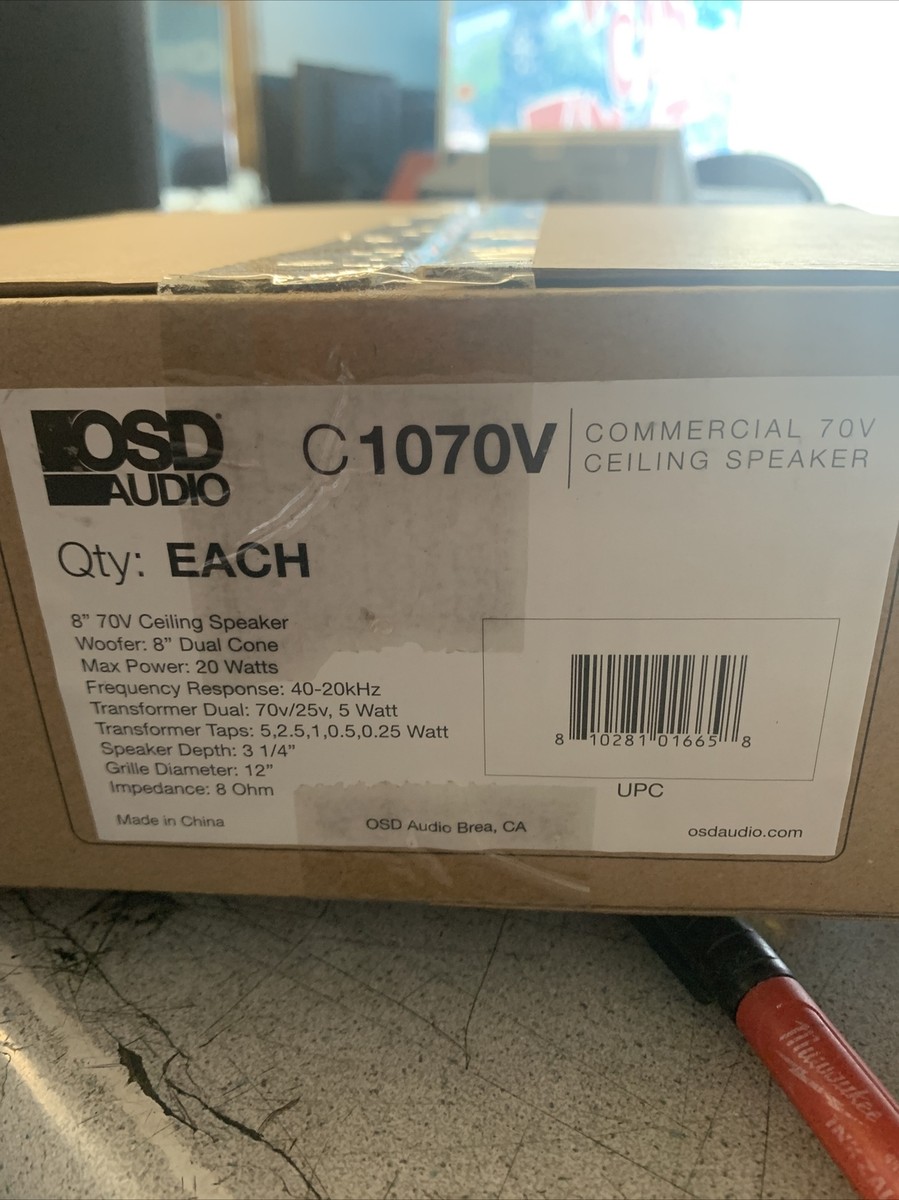 OSD
AUDIO
C1070V
COMMERCIAL 70V
CEILING SPEAKER
Qty: EACH
8” 70V Ceiling Speaker
Woofer: 8” Dual Cone
Max Power: 20 Watts
Frequency Response: 40-20kHz
Transformer Dual: 70v/25v, 5 Watt
Transformer Taps: 5,2.5,1,0.5,0.25 Watt
Speaker Depth: 3 1/4”
Grille Diameter: 12”
Impedance: 8 Ohm
8 10281 01665 8
UPC
Made in China
OSD Audio Brea, CA
osdaudio.com
Milwaukee